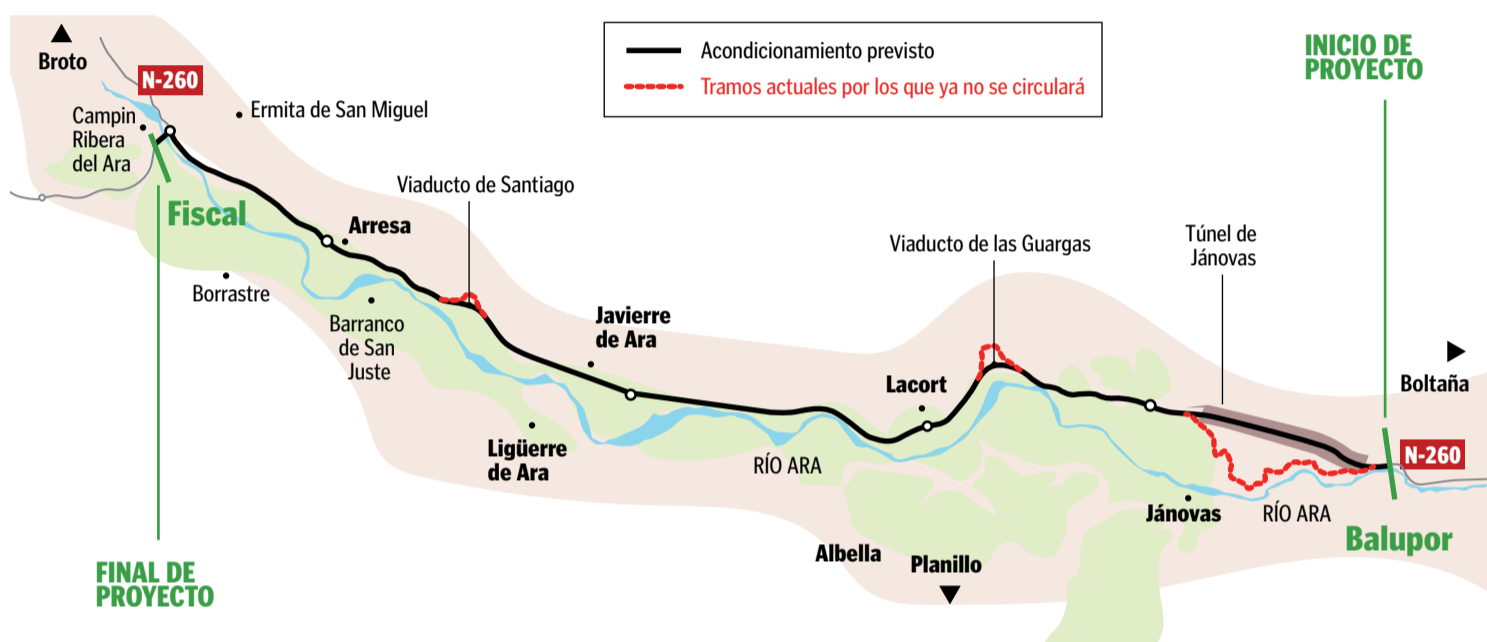 Broto
N-260
Campin
Ribera
del Ara
Ermita de San Miguel
Acondicionamiento previsto
Tramos actuales por los que ya no se circulará
INICIO DE
PROYECTO
Viaducto de Santiago
Fiscal
Arresa
Borrastre
Barranco
de San
Juste
Javierre
de Ara
Ligüerre
de Ara
RÍO ARA
Viaducto de las Guargas
Lacort
Túnel de
Jánovas
Boltaña
N-260
Jánovas
RÍO ARA
Balupor
Albella
Planillo
FINAL DE
PROYECTO